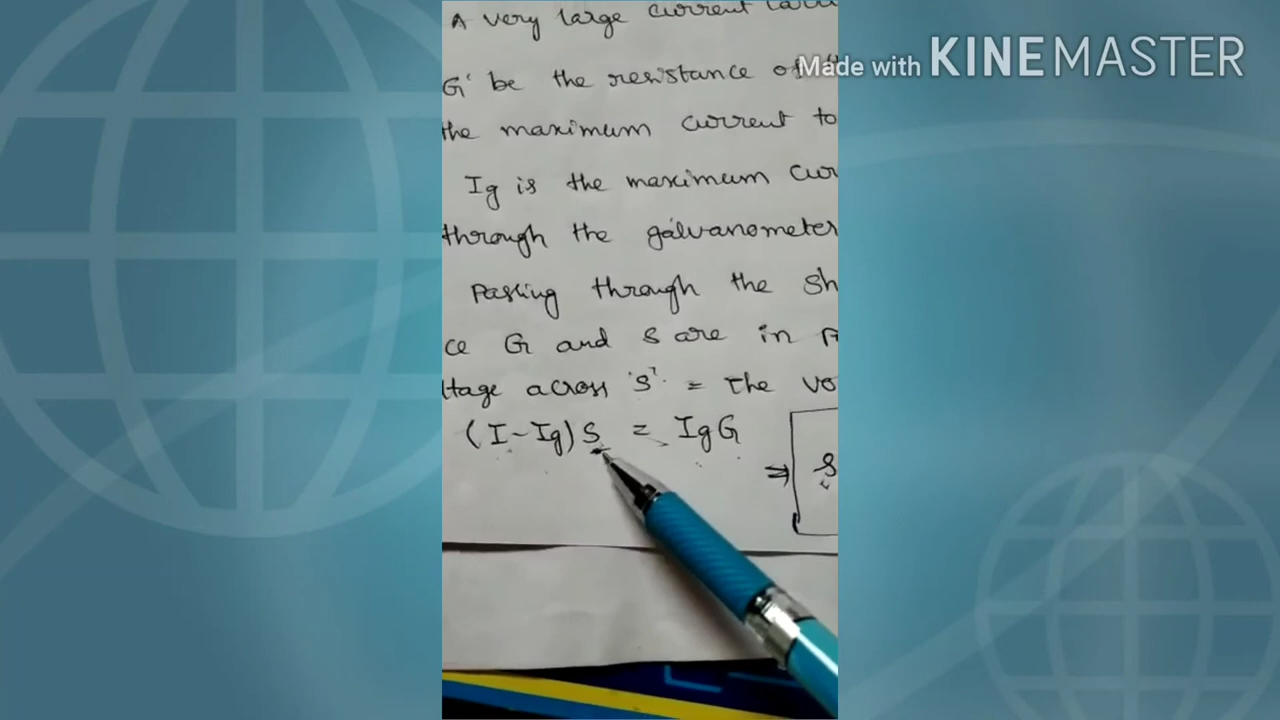 A very large current
G' be the resistance of
the maximum current to
Ig is the maximum cur
through the galvanometer
Passing through the sh
ce G and S are in
ltage across 'S' = The vo
(I-Ig)S = IgG
⇒ S
Made with KINEMASTER